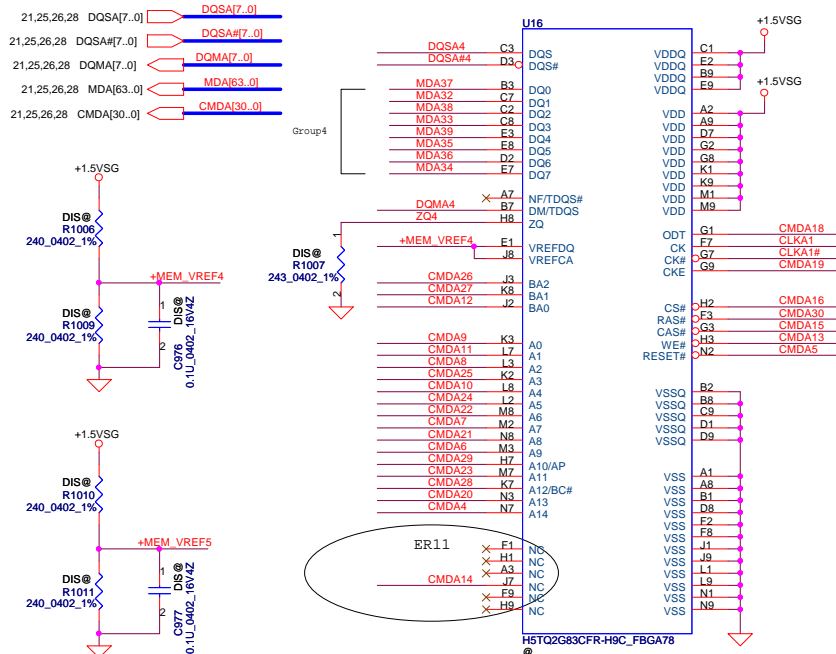 21,25,26,28 DQSA[7..0] DQSA[7..0]
21,25,26,28 DQSA#[7..0] DQSA#[7..0]
21,25,26,28 DQMA[7..0] DQMA[7..0]
21,25,26,28 MDA[63..0] MDA[63..0]
21,25,26,28 CMDA[30..0] CMDA[30..0]
+1.5VSG
DIS@
R1006
240_0402_1%
+MEM_VREF4
DIS@
R1009
240_0402_1%
1
2
C976
0.1U_0402_16V4Z
DIS@
+1.5VSG
DIS@
R1010
240_0402_1%
+MEM_VREF5
DIS@
R1011
240_0402_1%
1
2
C977
0.1U_0402_16V4Z
DIS@
1
DIS@
R1007
243_0402_1%
2
Group4
U16
DQSA4 C3 DQS
DQSA#4 D3 DQS#
MDA37 B3 DQ0
MDA32 C7 DQ1
MDA38 C2 DQ2
MDA33 C8 DQ3
MDA39 E3 DQ4
MDA35 E8 DQ5
MDA36 D2 DQ6
MDA34 E7 DQ7
A7 NF/TDQS#
DQMA4 B7 DM/TDQS
ZQ4 H8 ZQ
+MEM_VREF4 E1 VREFDQ
J8 VREFCA
CMDA26 J3 BA2
CMDA27 K8 BA1
CMDA12 J2 BA0
CMDA9 K3 A0
CMDA11 L7 A1
CMDA8 L3 A2
CMDA25 K2 A3
CMDA10 L8 A4
CMDA24 L2 A5
CMDA22 M8 A6
CMDA7 M2 A7
CMDA21 N8 A8
CMDA6 M3 A9
CMDA29 H7 A10/AP
CMDA23 M7 A11
CMDA28 K7 A12/BC#
CMDA20 N3 A13
CMDA4 N7 A14
ER11
F1 NC
H1 NC
A3 NC
CMDA14 J7 NC
F9 NC
H9 NC
+1.5VSG
VDDQ C1
VDDQ E2
VDDQ B9
VDDQ E9
+1.5VSG
VDD A2
VDD A9
VDD D7
VDD G2
VDD G8
VDD K1
VDD K9
VDD M1
VDD M9
ODT G1 CMDA18
CK F7 CLKA1
CK# G7 CLKA1#
CKE G9 CMDA19
CS# H2 CMDA16
RAS# F3 CMDA30
CAS# G3 CMDA15
WE# H3 CMDA13
RESET# N2 CMDA5
VSSQ B2
VSSQ B8
VSSQ C9
VSSQ D1
VSSQ D9
VSS A1
VSS A8
VSS B1
VSS D8
VSS F2
VSS F8
VSS J1
VSS J9
VSS L1
VSS L9
VSS N1
VSS N9
H5TQ2G83CFR-H9C_FBGA78
@